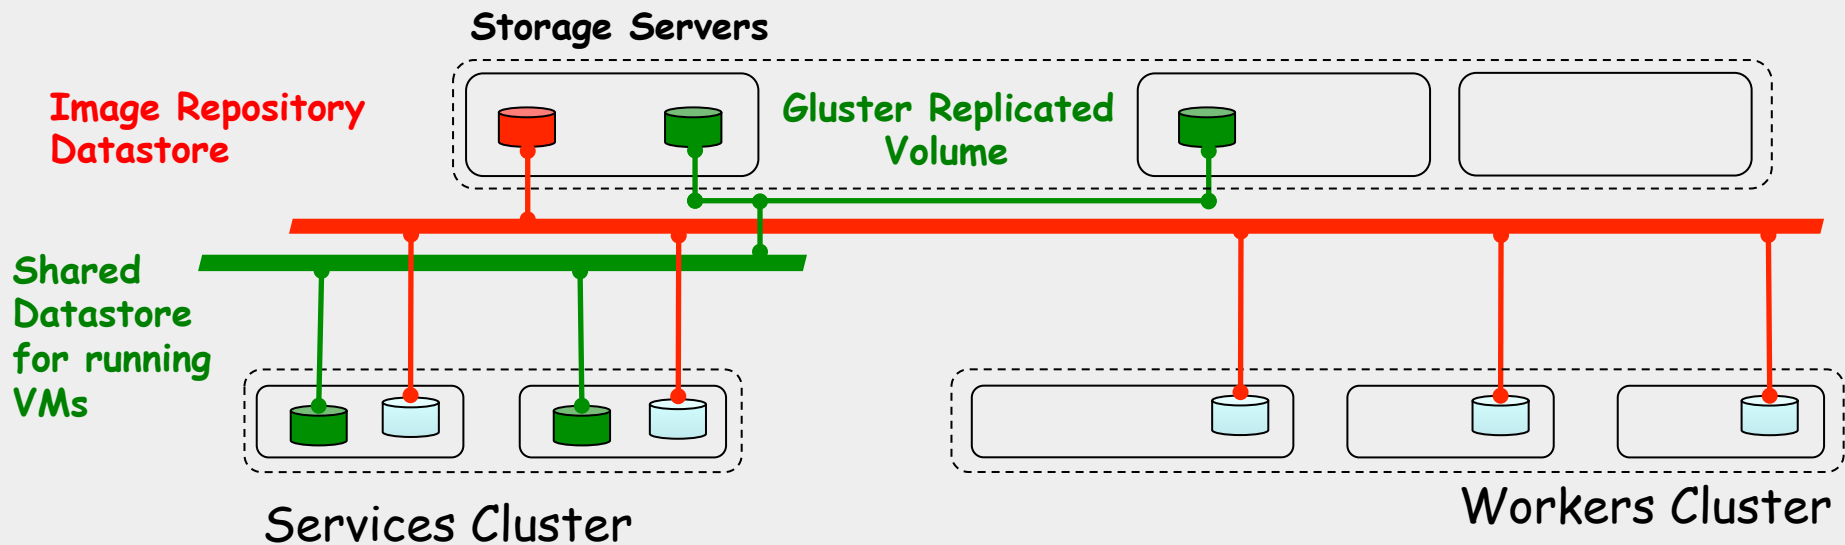 Storage Servers
Image Repository
Datastore
Gluster Replicated
Volume
Shared
Datastore
for running
VMs
Services Cluster
Workers Cluster